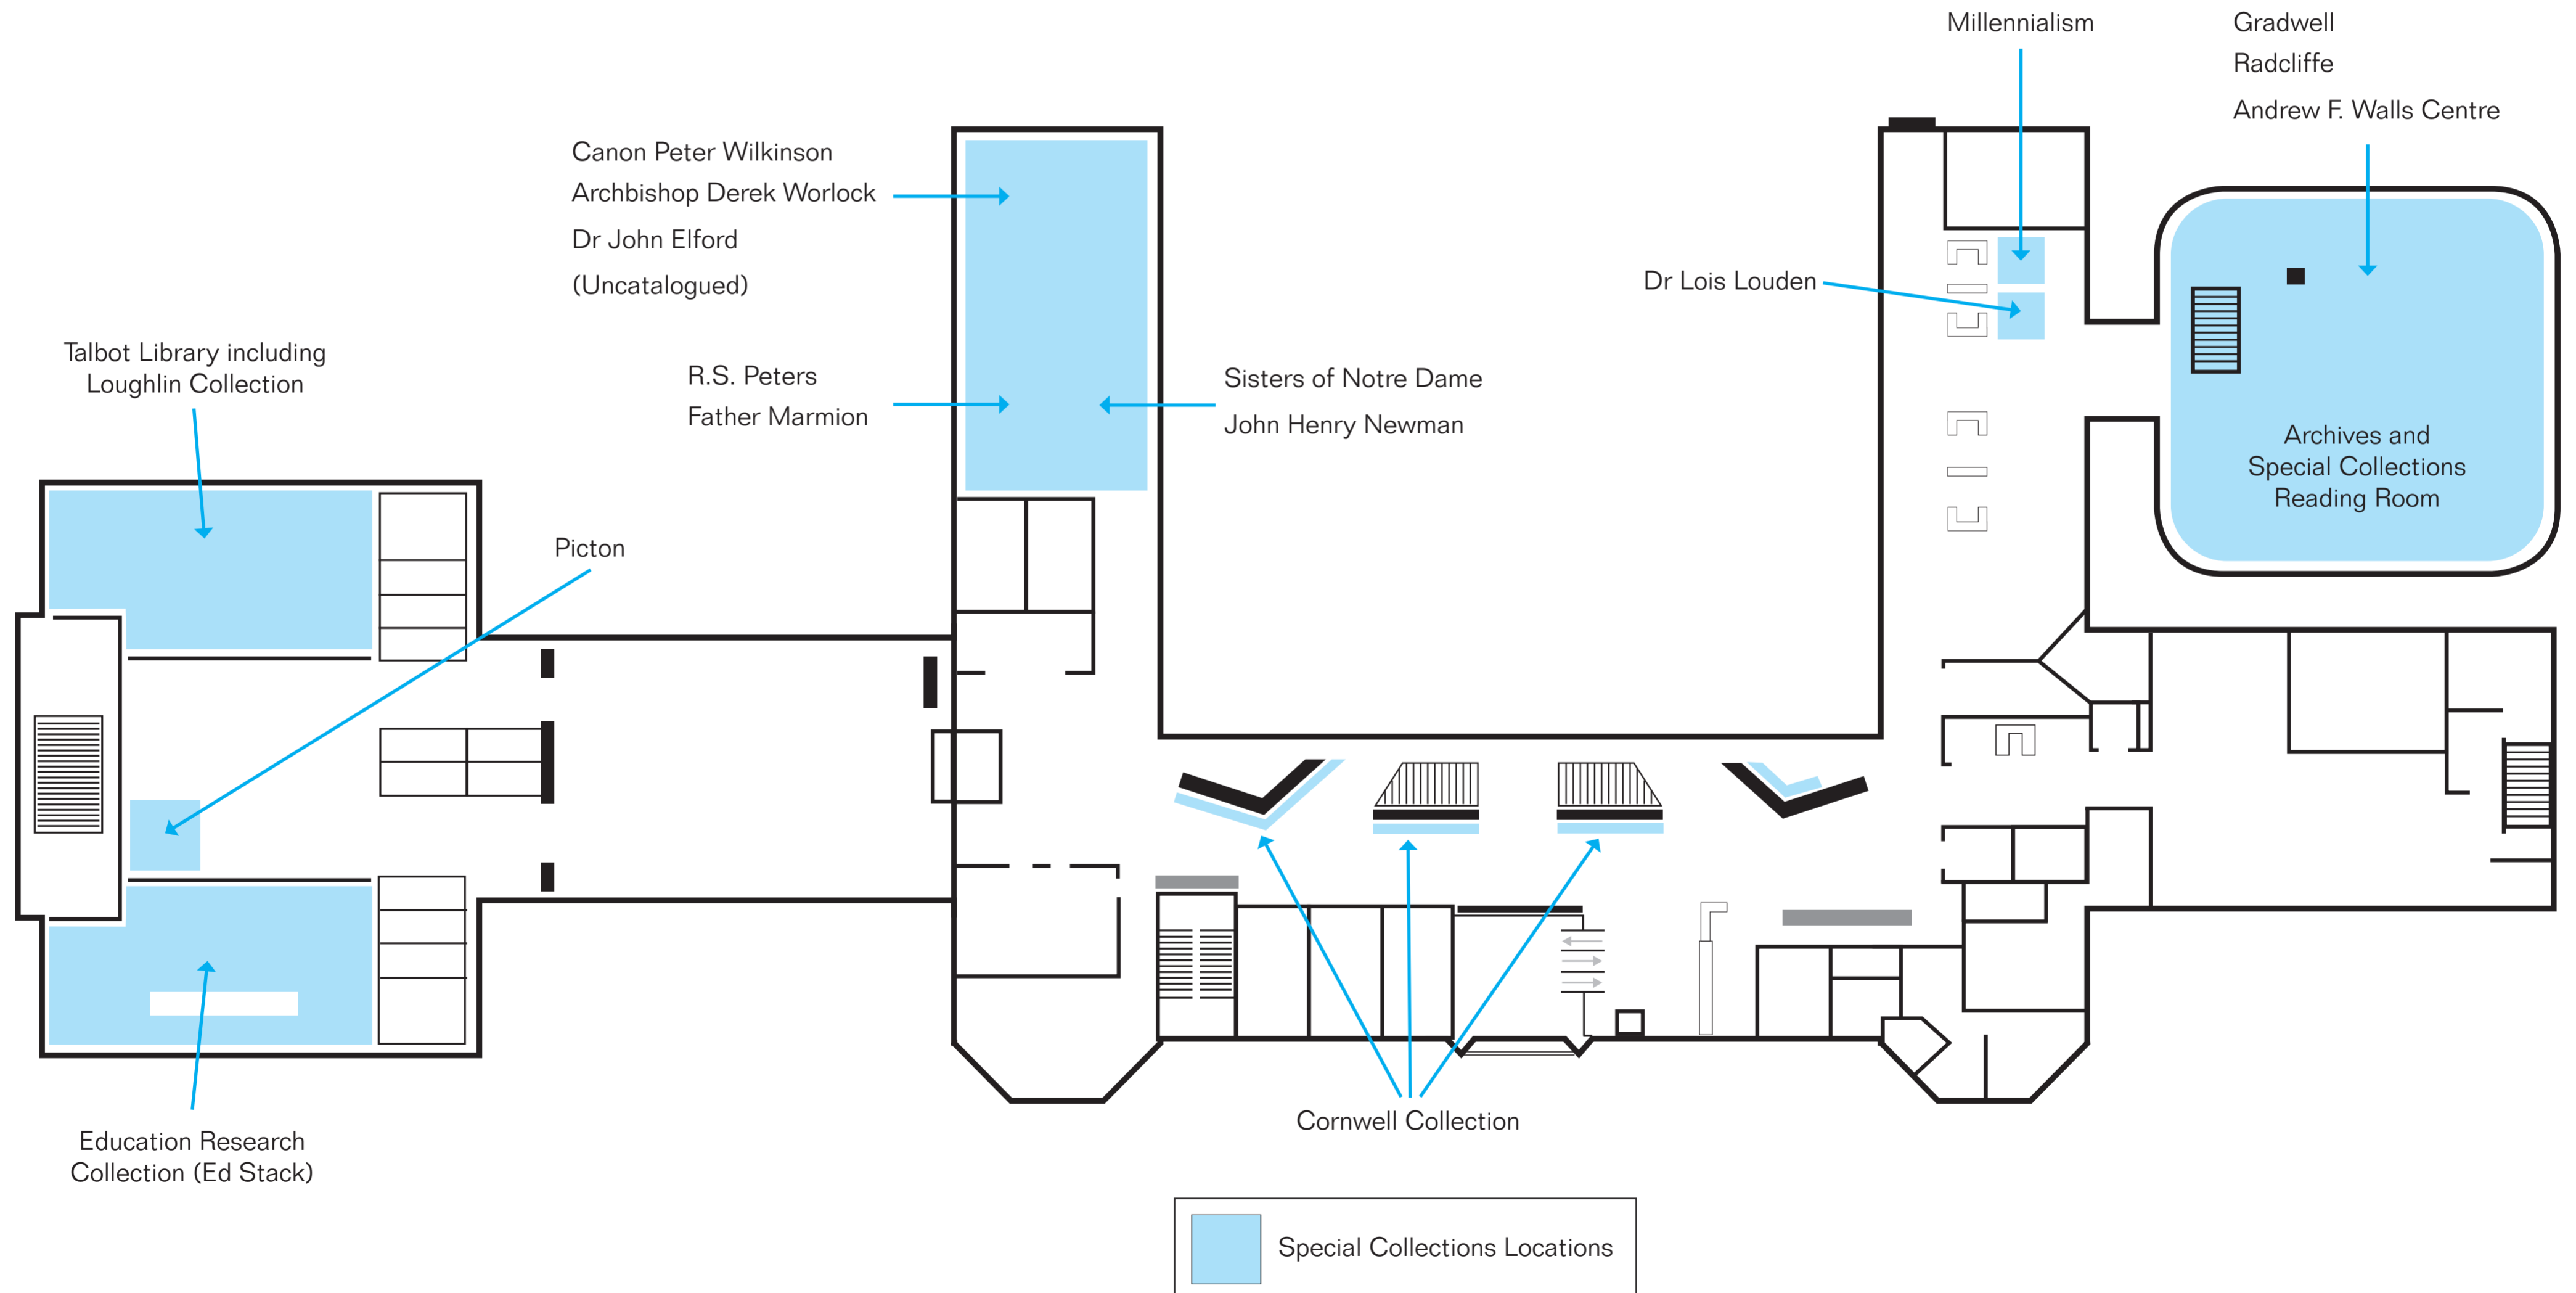 Millennialism
Gradwell
Radcliffe
Andrew F. Walls Centre
Canon Peter Wilkinson
Archbishop Derek Worlock
Dr John Elford
(Uncatalogued)
Dr Lois Louden
Talbot Library including
Loughlin Collection
R.S. Peters
Father Marmion
Sisters of Notre Dame
John Henry Newman
Archives and
Special Collections
Reading Room
Picton
Cornwell Collection
Education Research
Collection (Ed Stack)
Special Collections Locations